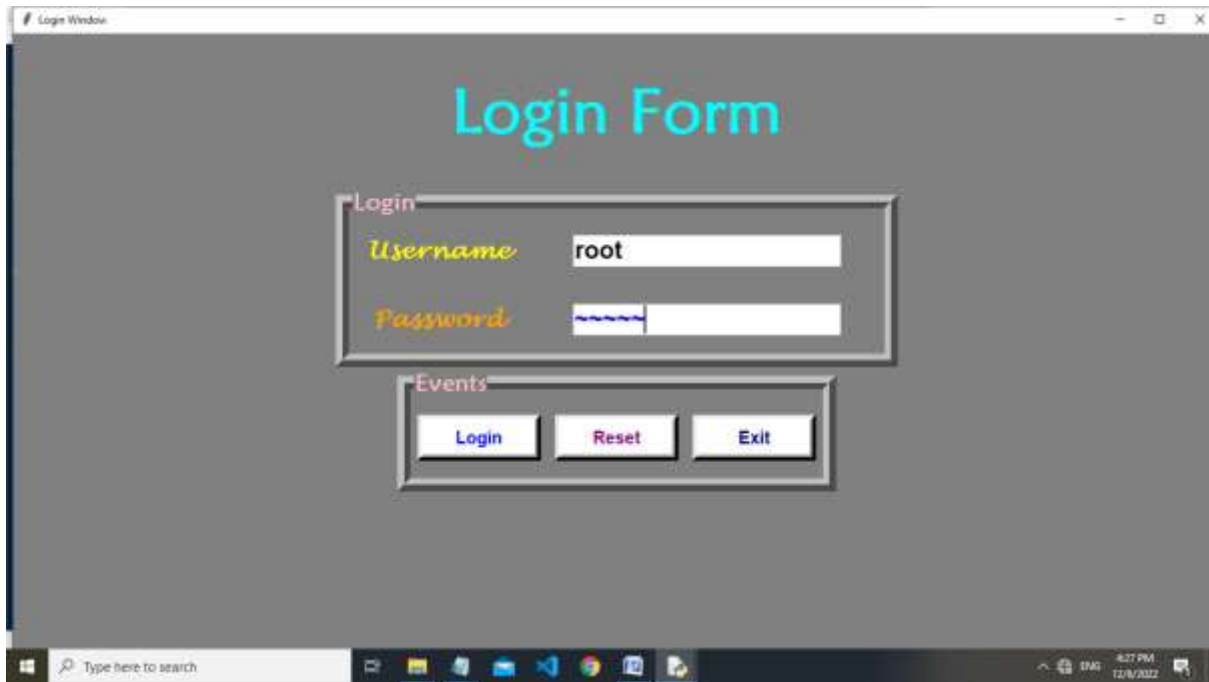 Login Window
Login Form
Login
Username root
Password ~~~~~
Events
Login Reset Exit
Type here to search
ENG 4:27 PM
12/8/2022